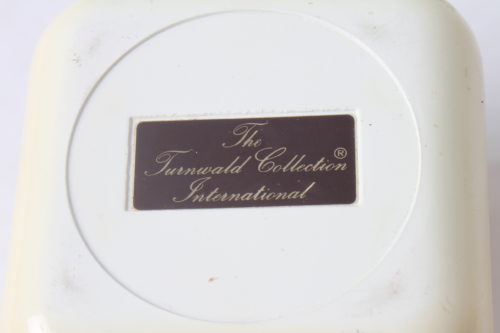 The
Turnwald Collection ®
International